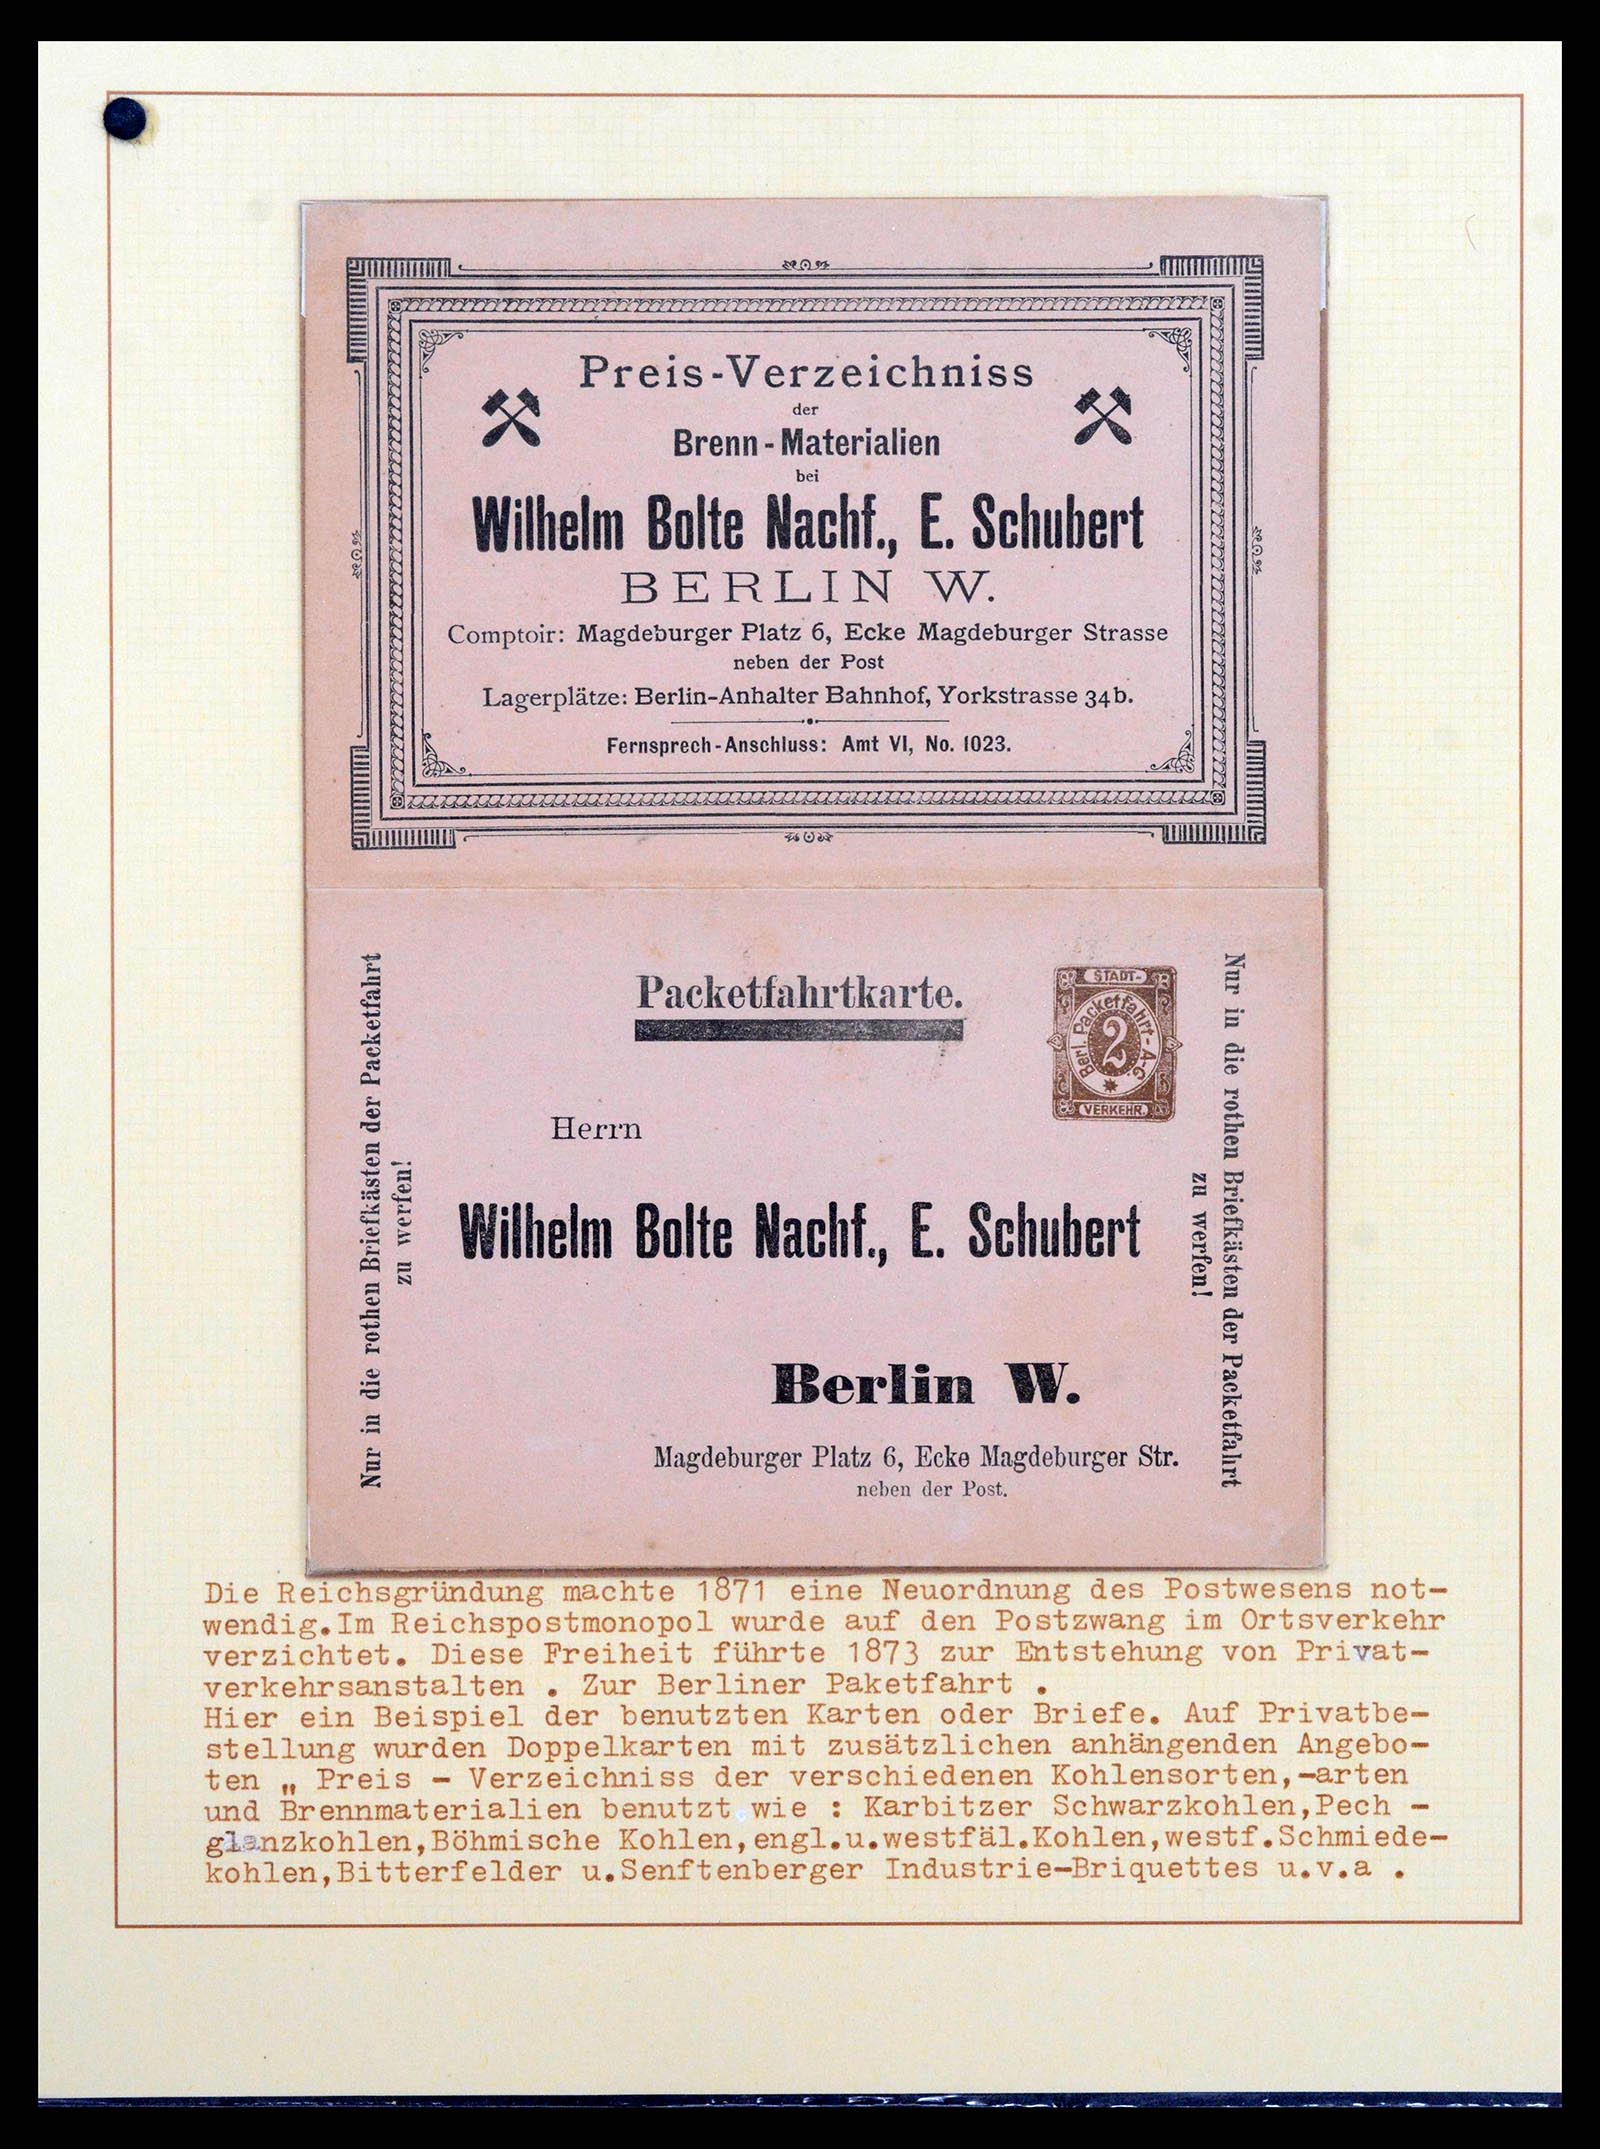 Preis-Verzeichniss
der
Brenn-Materialien
bei
Wilhelm Bolte Nachf., E. Schubert
BERLIN W.
Comptoir: Magdeburger Platz 6, Ecke Magdeburger Strasse
neben der Post
Lagerplätze: Berlin-Anhalter Bahnhof, Yorkstrasse 34b.
Fernsprech-Anschluss: Amt VI, No. 1023.
Nur in die rothen Briefkästen der Packetfahrt
zu werfen!
Packetfahrtkarte.
STADT-
Berl. Packetfahrt-A.G.
2
VERKEHR.
Nur in die rothen Briefkästen der Packetfahrt
zu werfen!
Herrn
Wilhelm Bolte Nachf., E. Schubert
Berlin W.
Magdeburger Platz 6, Ecke Magdeburger Str.
neben der Post.
Die Reichsgründung machte 1871 eine Neuordnung des Postwesens not-
wendig.Im Reichspostmonopol wurde auf den Postzwang im Ortsverkehr
verzichtet. Diese Freiheit führte 1873 zur Entstehung von Privat-
verkehrsanstalten . Zur Berliner Paketfahrt .
Hier ein Beispiel der benutzten Karten oder Briefe. Auf Privatbe-
stellung wurden Doppelkarten mit zusätzlichen anhängenden Angebo-
ten „ Preis - Verzeichniss der verschiedenen Kohlensorten,-arten
und Brennmaterialien benutzt wie : Karbitzer Schwarzkohlen,Pech -
glanzkohlen,Böhmische Kohlen,engl.u.westfäl.Kohlen,westf.Schmiede-
kohlen,Bitterfelder u.Senftenberger Industrie-Briquettes u.v.a .